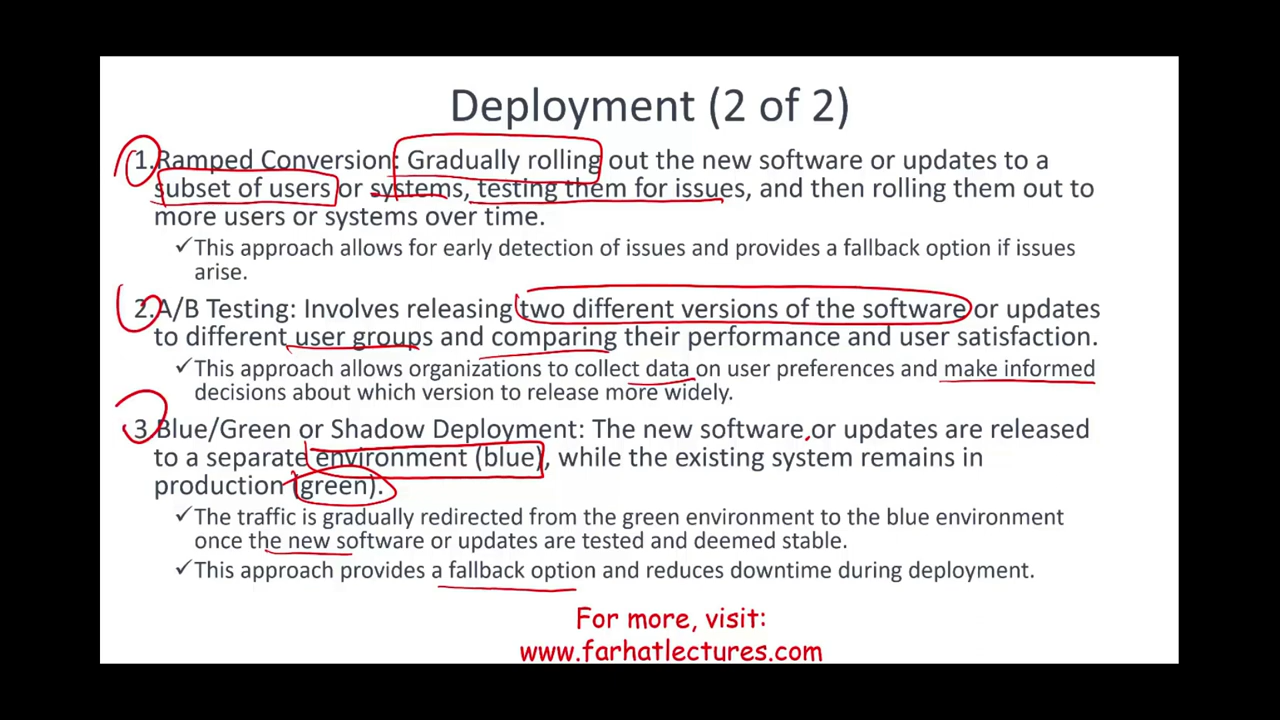 Deployment (2 of 2)
1. Ramped Conversion: Gradually rolling out the new software or updates to a
subset of users or systems, testing them for issues, and then rolling them out to
more users or systems over time.
✓This approach allows for early detection of issues and provides a fallback option if issues
arise.
2. A/B Testing: Involves releasing two different versions of the software or updates
to different user groups and comparing their performance and user satisfaction.
✓This approach allows organizations to collect data on user preferences and make informed
decisions about which version to release more widely.
3. Blue/Green or Shadow Deployment: The new software or updates are released
to a separate environment (blue), while the existing system remains in
production (green).
✓The traffic is gradually redirected from the green environment to the blue environment
once the new software or updates are tested and deemed stable.
✓This approach provides a fallback option and reduces downtime during deployment.
For more, visit:
www.farhatlectures.com